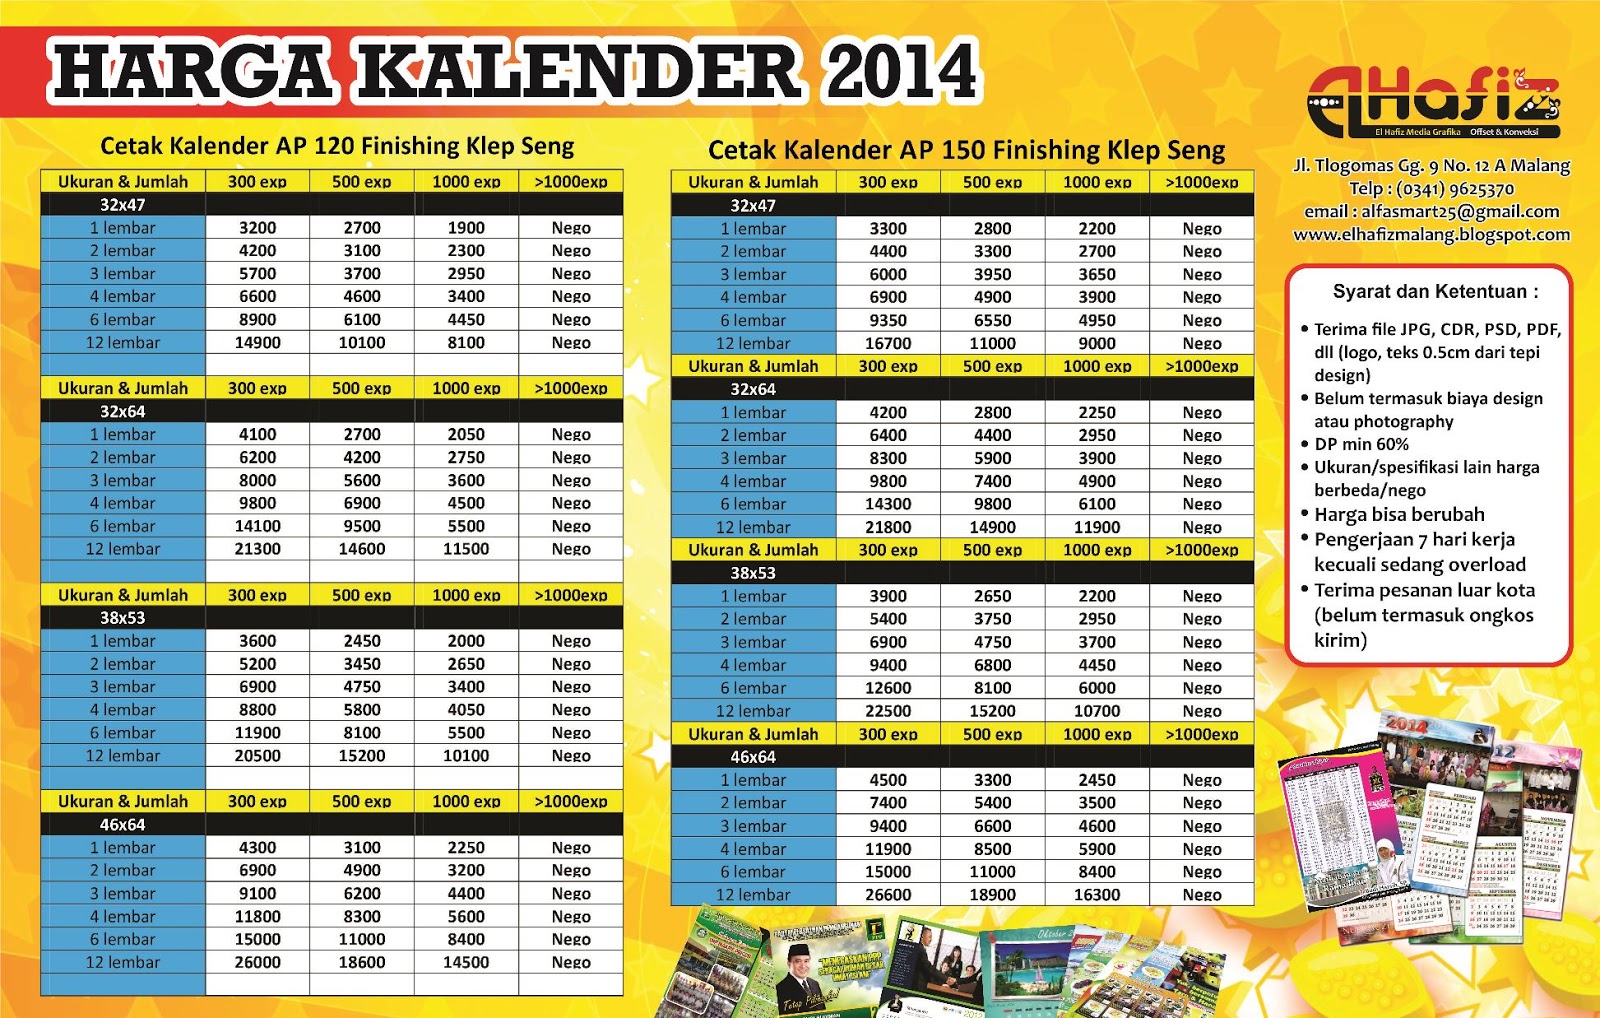 HARGA KALENDER 2014
Cetak Kalender AP 120 Finishing Klep Seng
Ukuran & Jumlah 300 exp 500 exp 1000 exp >1000exp
32x47
1 lembar 3200 2700 1900 Nego
2 lembar 4200 3100 2300 Nego
3 lembar 5700 3700 2950 Nego
4 lembar 6600 4600 3400 Nego
6 lembar 8900 6100 4450 Nego
12 lembar 14900 10100 8100 Nego
Ukuran & Jumlah 300 exp 500 exp 1000 exp >1000exp
32x64
1 lembar 4100 2700 2050 Nego
2 lembar 6200 4200 2750 Nego
3 lembar 8000 5600 3600 Nego
4 lembar 9800 6900 4500 Nego
6 lembar 14100 9500 5500 Nego
12 lembar 21300 14600 11500 Nego
Ukuran & Jumlah 300 exp 500 exp 1000 exp >1000exp
38x53
1 lembar 3600 2450 2000 Nego
2 lembar 5200 3450 2650 Nego
3 lembar 6900 4750 3400 Nego
4 lembar 8800 5800 4050 Nego
6 lembar 11900 8100 5500 Nego
12 lembar 20500 15200 10100 Nego
Ukuran & Jumlah 300 exp 500 exp 1000 exp >1000exp
46x64
1 lembar 4300 3100 2250 Nego
2 lembar 6900 4900 3200 Nego
3 lembar 9100 6200 4400 Nego
4 lembar 11800 8300 5600 Nego
6 lembar 15000 11000 8400 Nego
12 lembar 26000 18600 14500 Nego
Cetak Kalender AP 150 Finishing Klep Seng
Ukuran & Jumlah 300 exp 500 exp 1000 exp >1000exp
32x47
1 lembar 3300 2800 2200 Nego
2 lembar 4400 3300 2700 Nego
3 lembar 6000 3950 3650 Nego
4 lembar 6900 4900 3900 Nego
6 lembar 9350 6550 4950 Nego
12 lembar 16700 11000 9000 Nego
Ukuran & Jumlah 300 exp 500 exp 1000 exp >1000exp
32x64
1 lembar 4200 2800 2250 Nego
2 lembar 6400 4400 2950 Nego
3 lembar 8300 5900 3900 Nego
4 lembar 9800 7400 4900 Nego
6 lembar 14300 9800 6100 Nego
12 lembar 21800 14900 11900 Nego
Ukuran & Jumlah 300 exp 500 exp 1000 exp >1000exp
38x53
1 lembar 3900 2650 2200 Nego
2 lembar 5400 3750 2950 Nego
3 lembar 6900 4750 3700 Nego
4 lembar 9400 6800 4450 Nego
6 lembar 12600 8100 6000 Nego
12 lembar 22500 15200 10700 Nego
Ukuran & Jumlah 300 exp 500 exp 1000 exp >1000exp
46x64
1 lembar 4500 3300 2450 Nego
2 lembar 7400 5400 3500 Nego
3 lembar 9400 6600 4600 Nego
4 lembar 11900 8500 5900 Nego
6 lembar 15000 11000 8400 Nego
12 lembar 26600 18900 16300 Nego
ELHafiz
El Hafiz Media Grafika Offset & Konveksi
Jl. Tlogomas Gg. 9 No. 12 A Malang
Telp : (0341) 9625370
email : alfasmart25@gmail.com
www.elhafizmalang.blogspot.com
Syarat dan Ketentuan :
• Terima file JPG, CDR, PSD, PDF,
dll (logo, teks 0.5cm dari tepi
design)
• Belum termasuk biaya design
atau photography
• DP min 60%
• Ukuran/spesifikasi lain harga
berbeda/nego
• Harga bisa berubah
• Pengerjaan 7 hari kerja
kecuali sedang overload
• Terima pesanan luar kota
(belum termasuk ongkos
kirim)
2014
Oktober